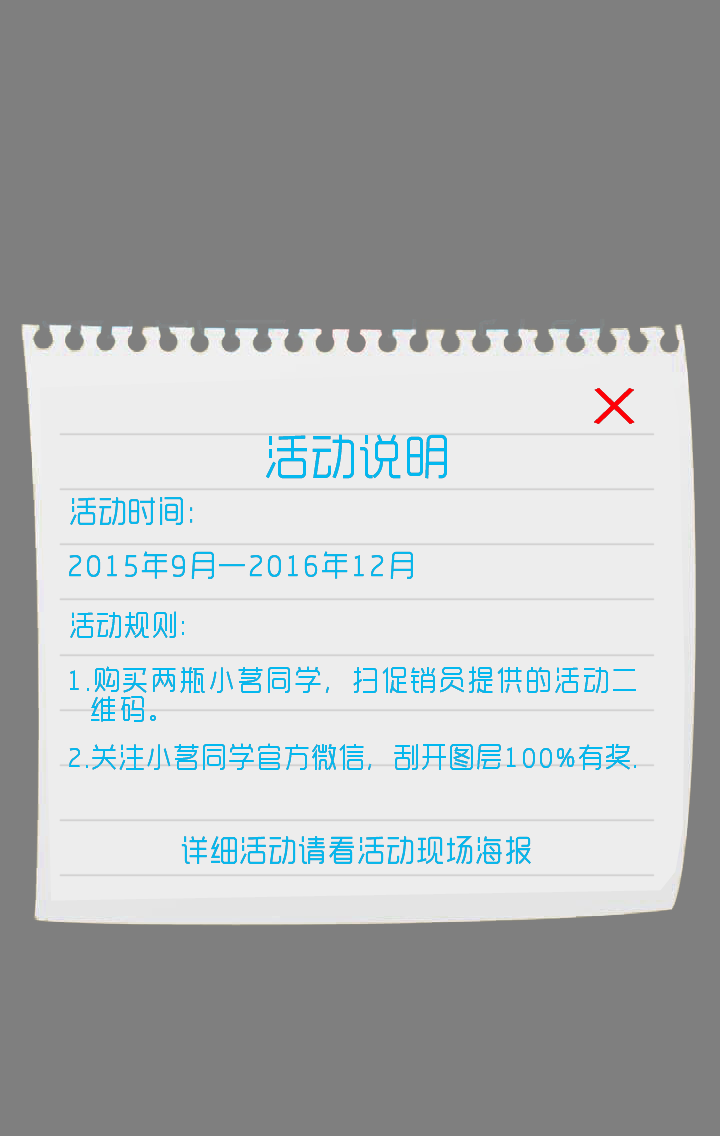 活动说明
活动时间:
2015年9月—2016年12月
活动规则:
1.购买两瓶小茗同学, 扫促销员提供的活动二
维码。
2.关注小茗同学官方微信, 刮开图层100%有奖.
详细活动请看活动现场海报